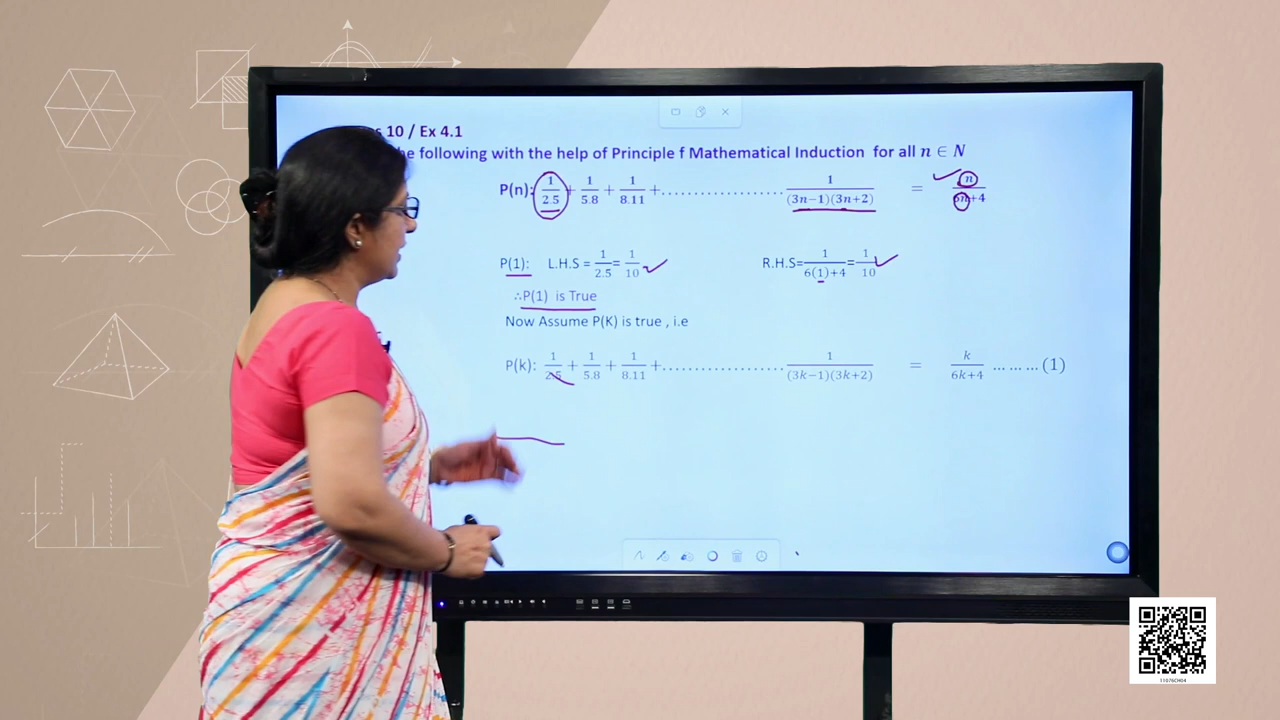 10 / Ex 4.1
following with the help of Principle f Mathematical Induction for all n ∈ N
P(n): 1/2.5 + 1/5.8 + 1/8.11 +.................. 1/(3n−1)(3n+2) = n/6n+4
P(1): L.H.S = 1/2.5 = 1/10 R.H.S= 1/6(1)+4 = 1/10
∴P(1) is True
Now Assume P(K) is true , i.e
P(k): 1/2.5 + 1/5.8 + 1/8.11 +.................. 1/(3k−1)(3k+2) = k/6k+4 ... ... ... (1)
11076CH04